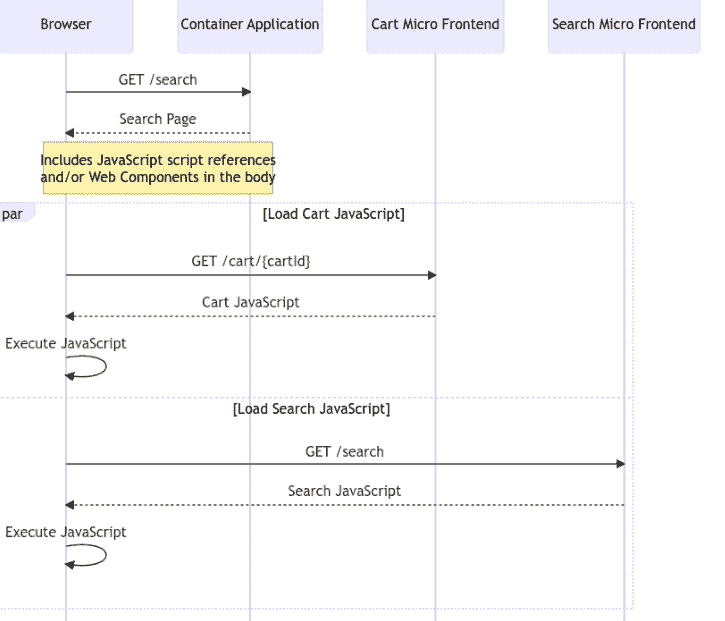 Browser
Container Application
Cart Micro Frontend
Search Micro Frontend
GET /search
Search Page
Includes JavaScript script references
and/or Web Components in the body
par
[Load Cart JavaScript]
GET /cart/{cartId}
Cart JavaScript
Execute JavaScript
[Load Search JavaScript]
GET /search
Search JavaScript
Execute JavaScript